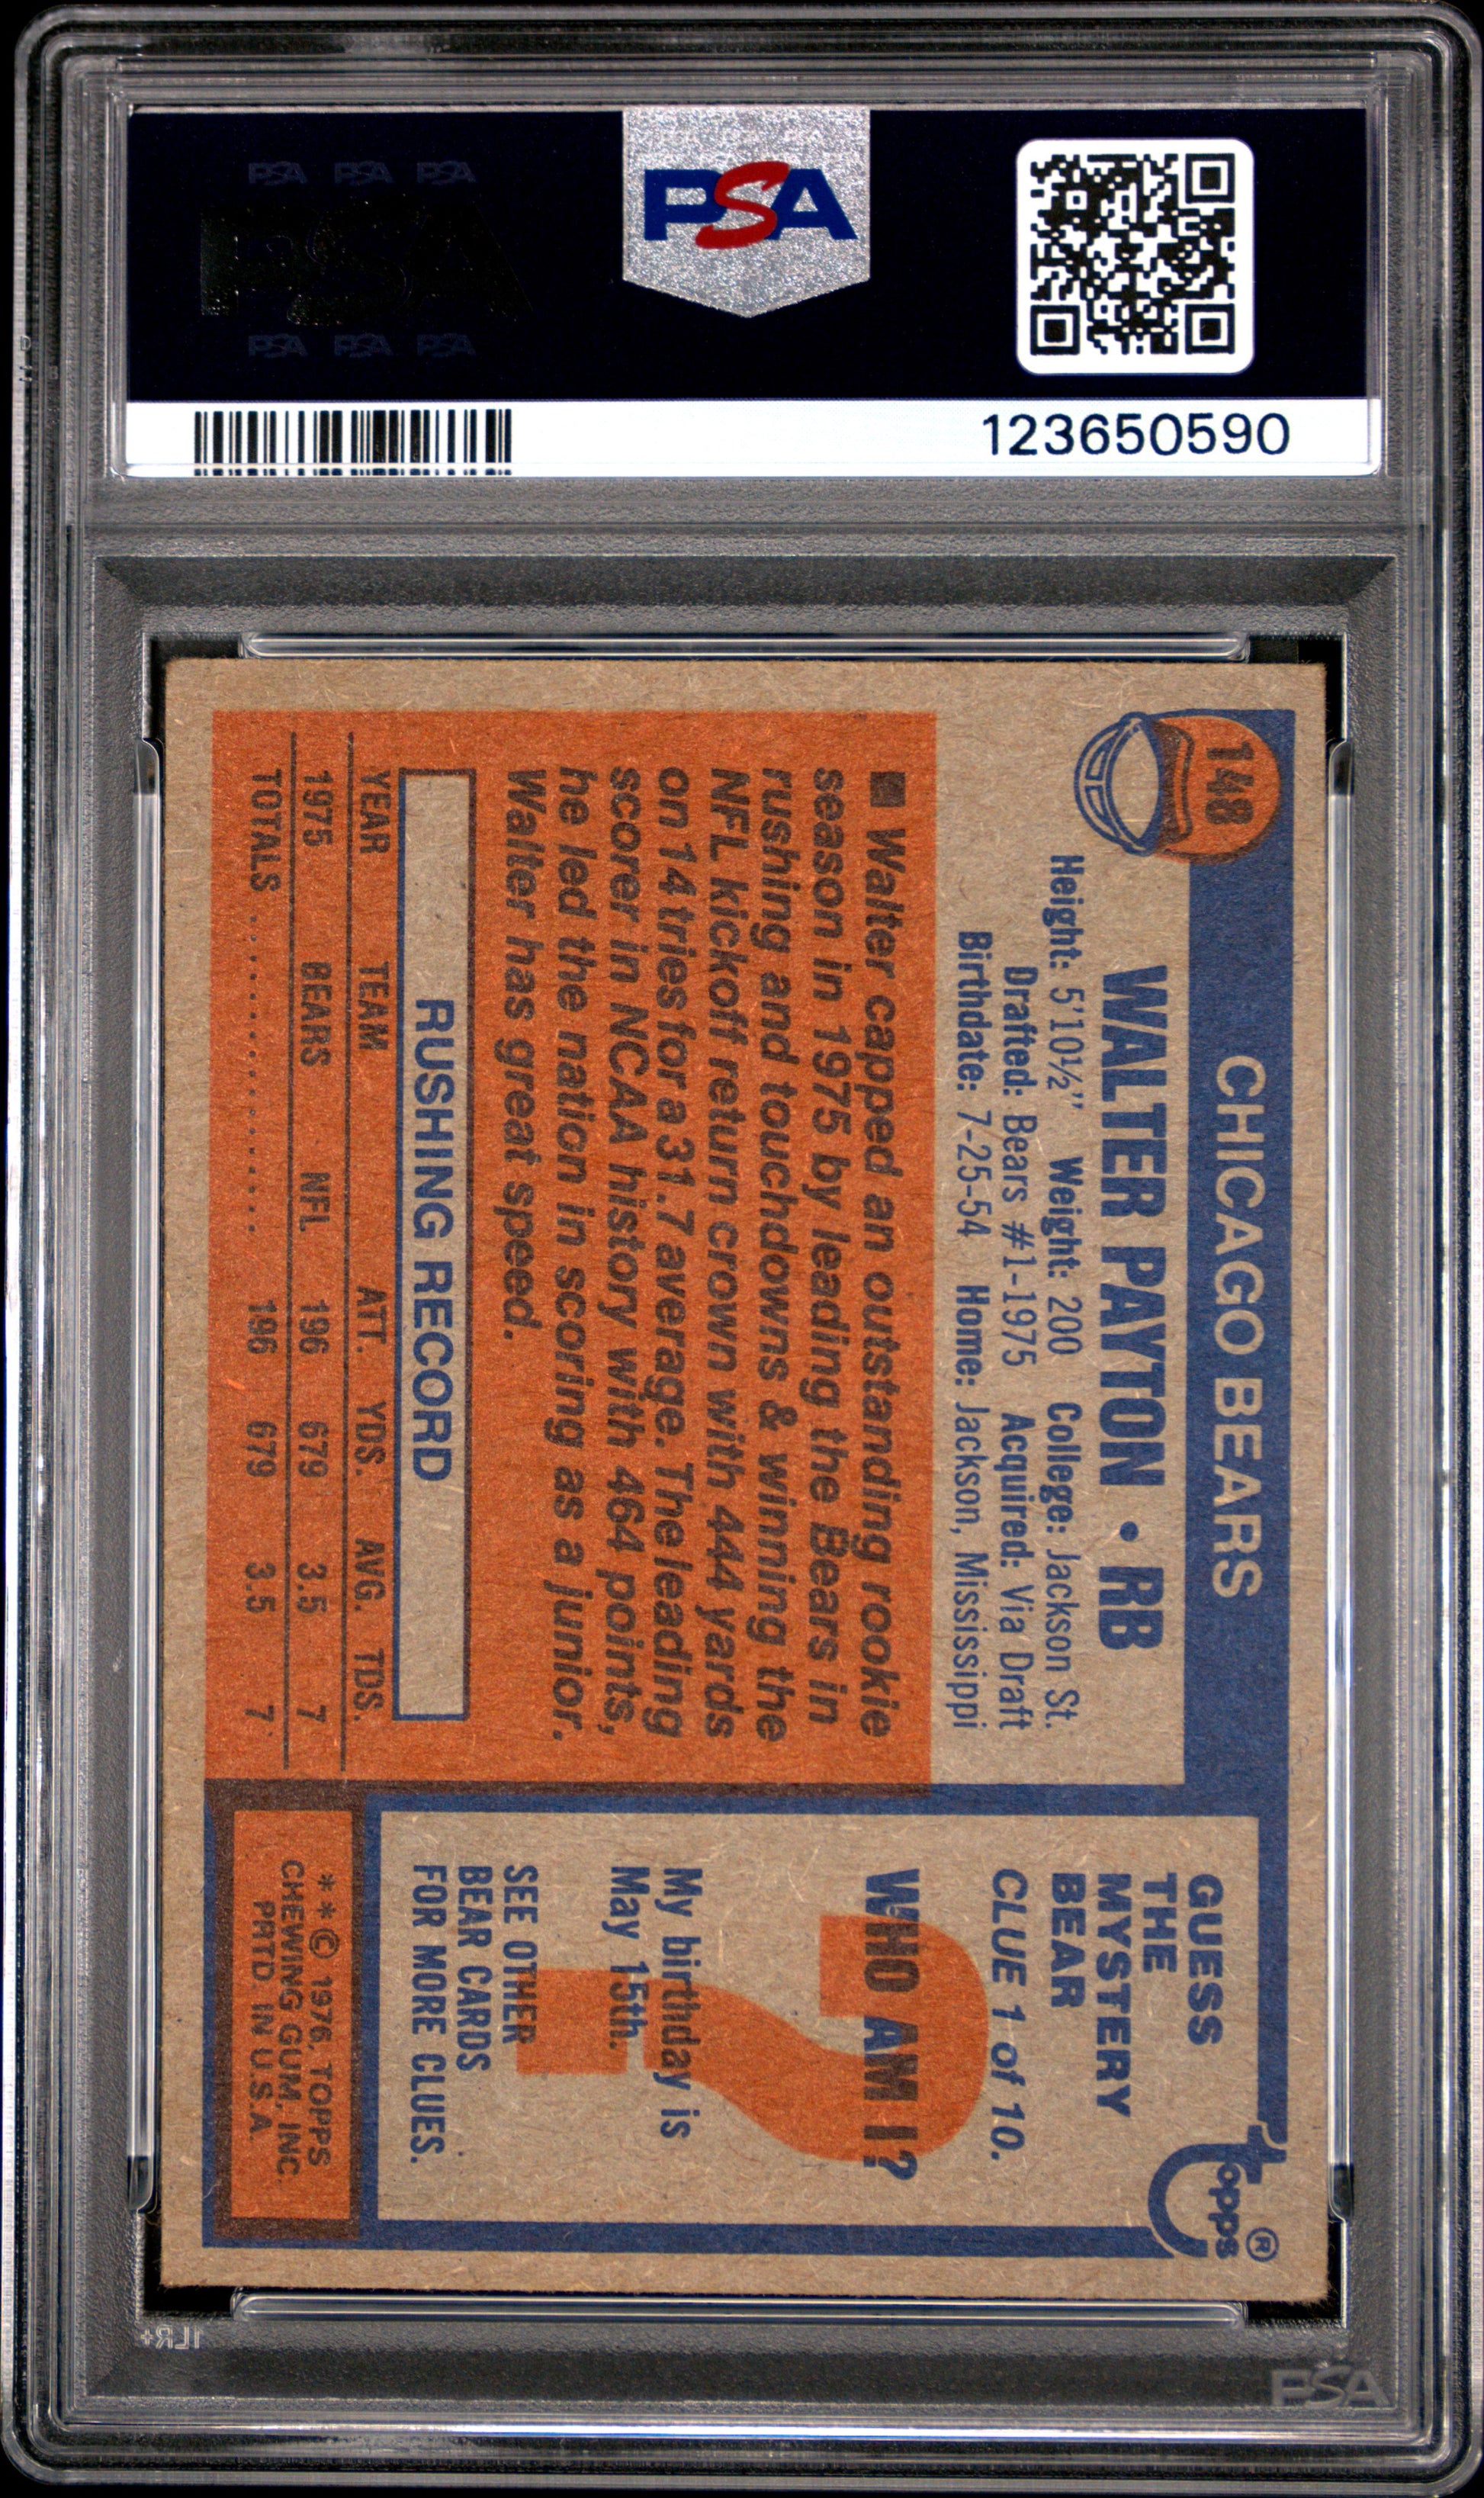 PSA PSA PSA
PSA
PSA PSA PSA
PSA
123650590
148
CHICAGO BEARS
WALTER PAYTON • RB
Height: 5'10½" Weight: 200 College: Jackson St.
Drafted: Bears #1-1975 Acquired: Via Draft
Birthdate: 7-25-54 Home: Jackson, Mississippi
■ Walter capped an outstanding rookie
season in 1975 by leading the Bears in
rushing and touchdowns & winning the
NFL kickoff return crown with 444 yards
on 14 tries for a 31.7 average. The leading
scorer in NCAA history with 464 points,
he led the nation in scoring as a junior.
Walter has great speed.
RUSHING RECORD
YEAR TEAM ATT. YDS. AVG. TDS.
1975 BEARS NFL 196 679 3.5 7
TOTALS .................. 196 679 3.5 7
topps ®
GUESS
THE
MYSTERY
BEAR
CLUE 1 of 10.
WHO AM I?
?
My birthday is
May 15th.
SEE OTHER
BEAR CARDS
FOR MORE CLUES.
* * © 1976, TOPPS
CHEWING GUM, INC.
PRTD. IN U.S.A.
PSA